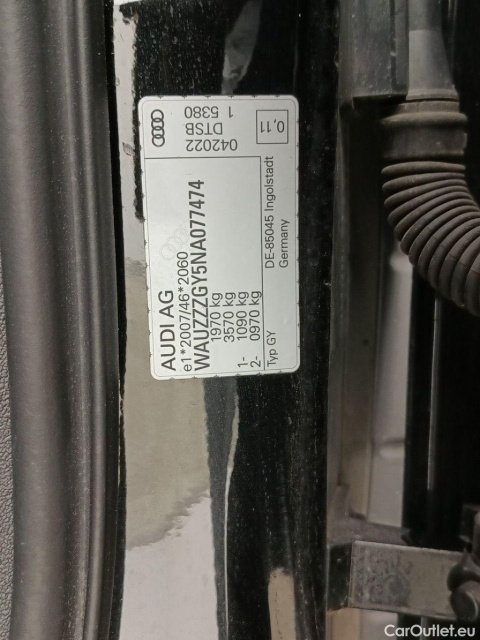 AUDI AG
e1*2007/46*2060
WAUZZZGY5NA077474
1970 kg
3570 kg
1- 1090 kg
2- 0970 kg
Typ GY
042022
DTSB
1 5380
0,11
DE-85045 Ingolstadt
Germany
CarOutlet.eu